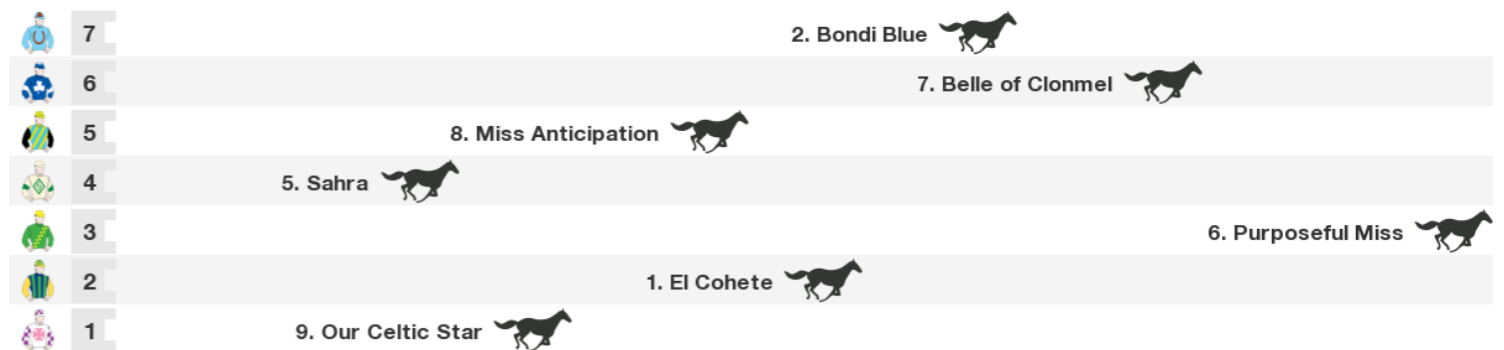 7 2. Bondi Blue
6 7. Belle of Clonmel
5 8. Miss Anticipation
4 5. Sahra
3 6. Purposeful Miss
2 1. El Cohete
1 9. Our Celtic Star